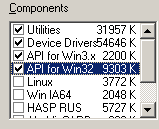 Components
Utilities 31957 K
Device Drivers 54646 K
API for Win3.x 2200 K
API for Win32 9303 K
Linux 3772 K
Win IA64 2048 K
HASP RUS 5727 K